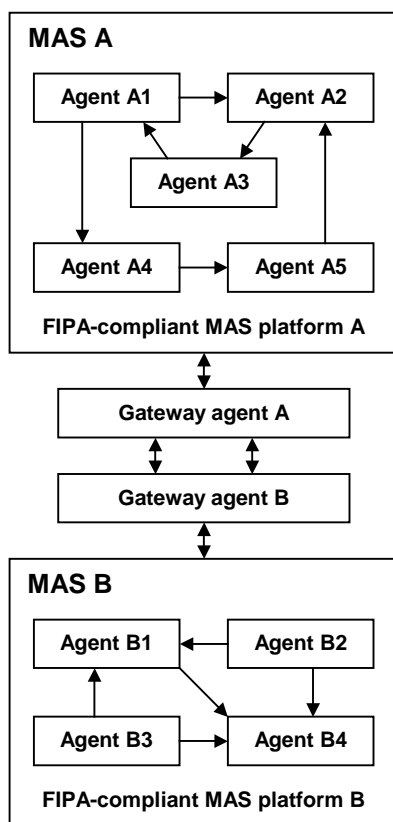 MAS A
Agent A1
Agent A2
Agent A3
Agent A4
Agent A5
FIPA-compliant MAS platform A
Gateway agent A
Gateway agent B
MAS B
Agent B1
Agent B2
Agent B3
Agent B4
FIPA-compliant MAS platform B